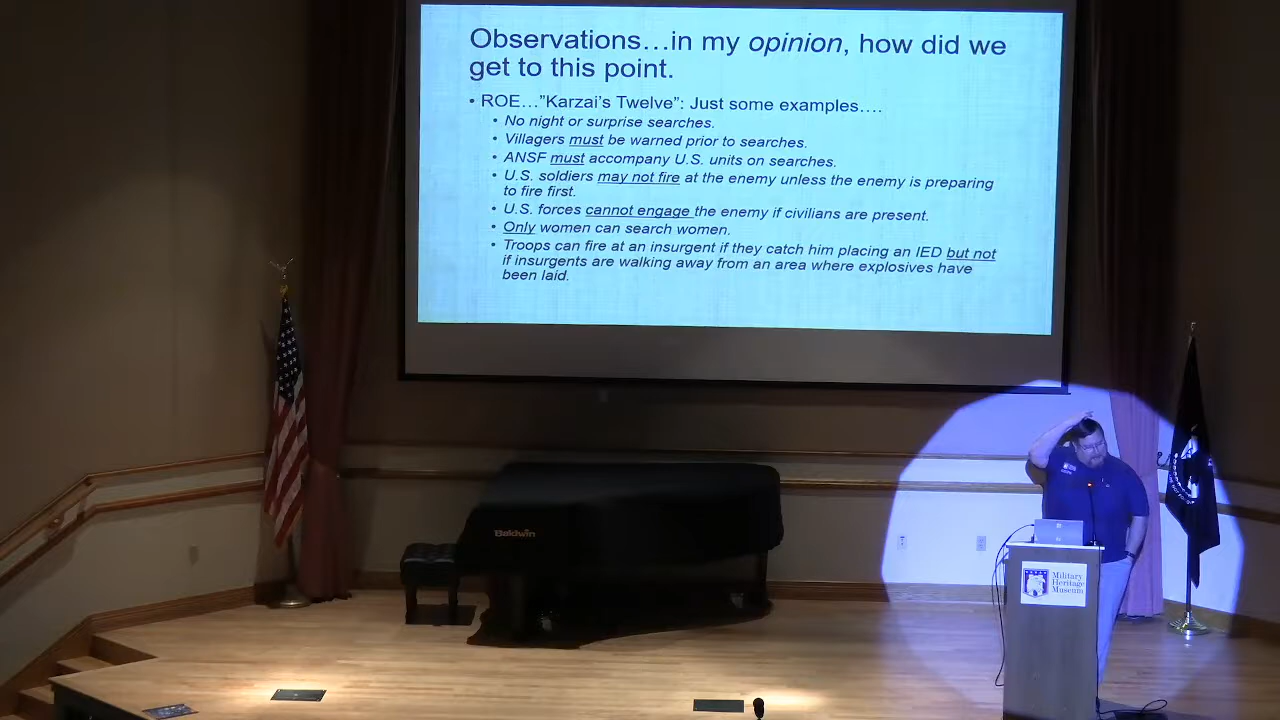 Observations…in my opinion, how did we
get to this point.
• ROE…”Karzai’s Twelve”: Just some examples….
• No night or surprise searches.
• Villagers must be warned prior to searches.
• ANSF must accompany U.S. units on searches.
• U.S. soldiers may not fire at the enemy unless the enemy is preparing
to fire first.
• U.S. forces cannot engage the enemy if civilians are present.
• Only women can search women.
• Troops can fire at an insurgent if they catch him placing an IED but not
if insurgents are walking away from an area where explosives have
been laid.
Baldwin
Military
Heritage
Museum